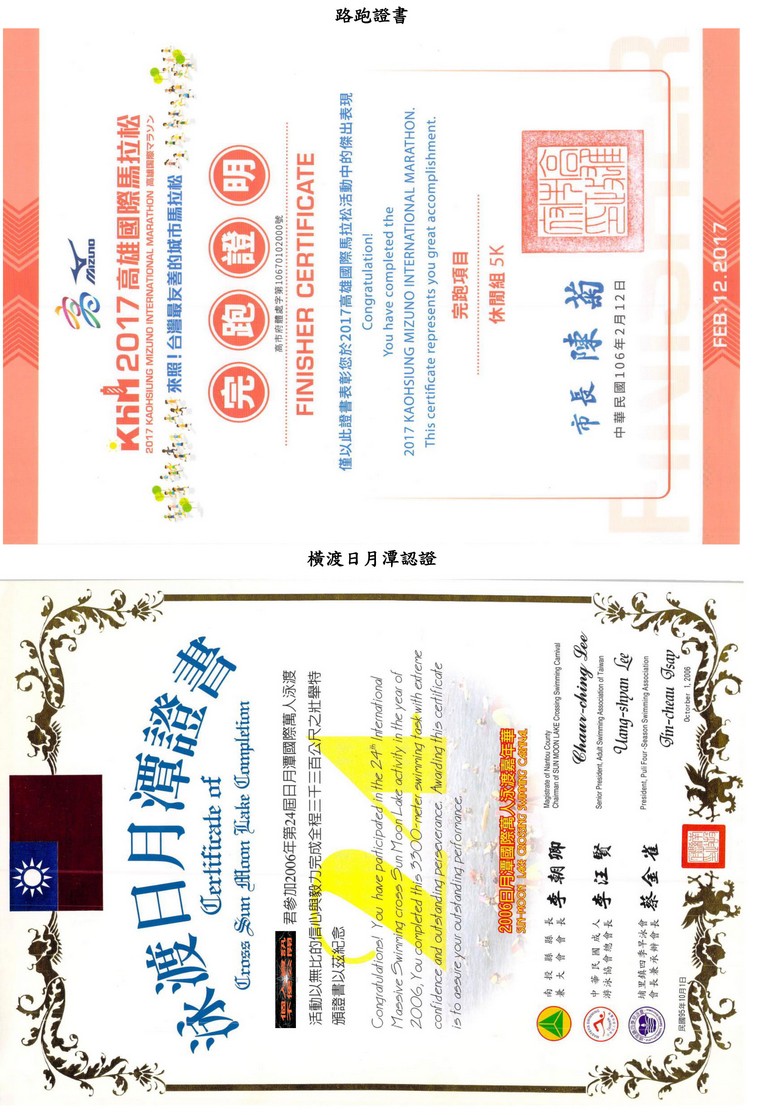 路跑證書
MIZUNO
Khh 2017高雄國際馬拉松
2017 KAOHSIUNG MIZUNO INTERNATIONAL MARATHON 高雄國際マラソン
來照!台灣最友善的城市馬拉松
完跑證明
高市府體處字第10670102000號
FINISHER CERTIFICATE
僅以此證書表彰您於2017高雄國際馬拉松活動中的傑出表現
Congratulation!
You have completed the
2017 KAOHSIUNG MIZUNO INTERNATIONAL MARATHON.
This certificate represents you great accomplishment.
完跑項目
休閒組 5K
市長 陳菊
中華民國106年2月12日
FINISHER
FEB.12.2017
橫渡日月潭認證
泳渡日月潭證書
Certificate of
Cross Sun Moon Lake Completion
君參加2006年第24屆日月潭國際萬人泳渡
活動以無比的信心與毅力完成全程三千三百公尺之壯舉特
頒證書以茲紀念
Congratulations! You have participated in the 24th International
Massive Swimming cross Sun Moon Lake activity in the year of
2006, You completed this 3300-meter swimming task with extreme
confidence and outstanding perseverance. Awarding this certificate
is to assure your outstanding performance.
2006日月潭國際萬人泳渡嘉年華
SUN-MOON LAKE CROSSING SWIMMING CARNIVAL
南投縣縣長
兼大會會長
李朝卿
Magistrate of Nantou County
Chairman of SUN MOON LAKE Crossing Swimming Carnival
中華民國成人
游泳協會總會長
李汪賢
Chaur-ching Lee
Senior President, Adult Swimming Association of Taiwan
埔里鎮四季早泳會
會長兼承辦會長
蔡金雀
Uang-shyan Lee
President, Puli Four-Season Swimming Association
Jin-cheau Tsay
民國95年10月1日
Octorber 1, 2006